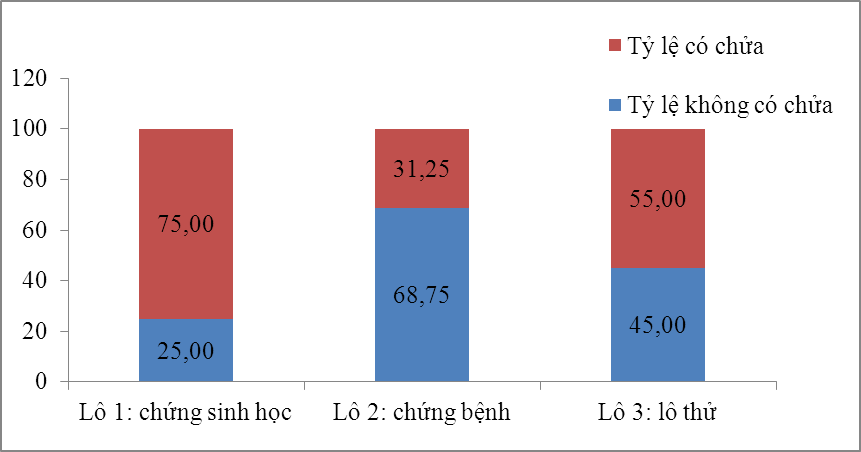 Tỷ lệ có chửa
Tỷ lệ không có chửa
120
100
80
60
40
20
0
75,00
25,00
31,25
68,75
55,00
45,00
Lô 1: chứng sinh học
Lô 2: chứng bệnh
Lô 3: lô thử